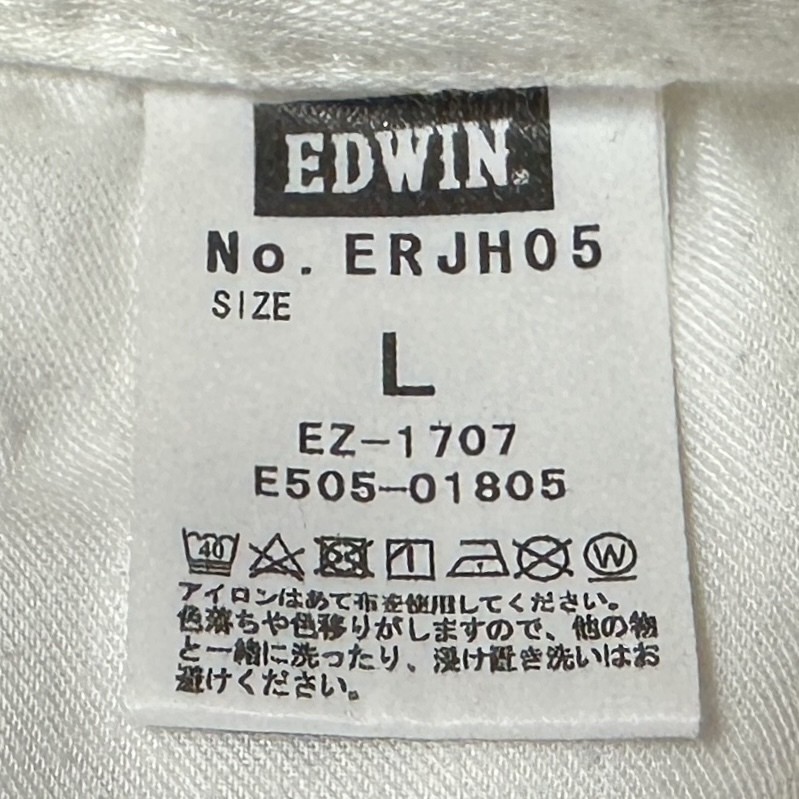 EDWIN
No. ERJH05
SIZE
L
EZ-1707
E505-01805
40
W
アイロンはあて布を使用してください。
色落ちや色移りがしますので、他の物
と一緒に洗ったり、浸け置き洗いはお
避けください。